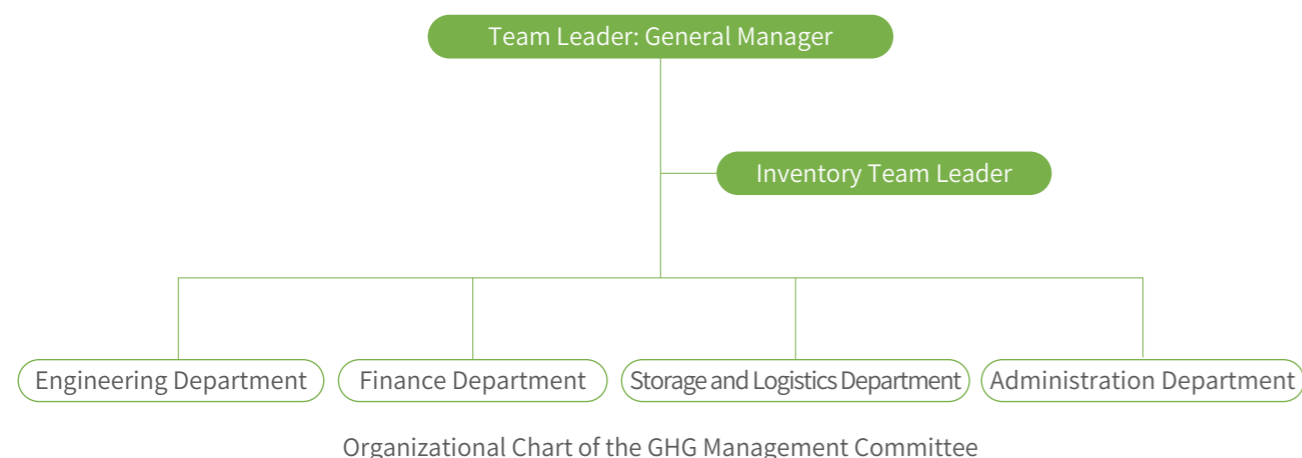 Team Leader: General Manager
Inventory Team Leader
Engineering Department
Finance Department
Storage and Logistics Department
Administration Department
Organizational Chart of the GHG Management Committee